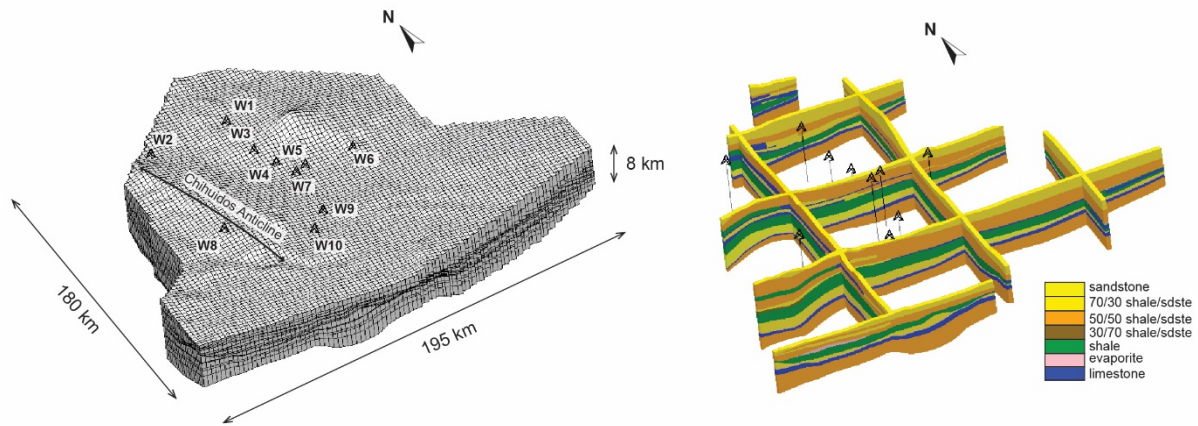 N
W1
W2
W3
W5
W6
W4
W7
Chihuidos Anticline
W9
W8
W10
8 km
180 km
195 km
N
sandstone
70/30 shale/sdste
50/50 shale/sdste
30/70 shale/sdste
shale
evaporite
limestone